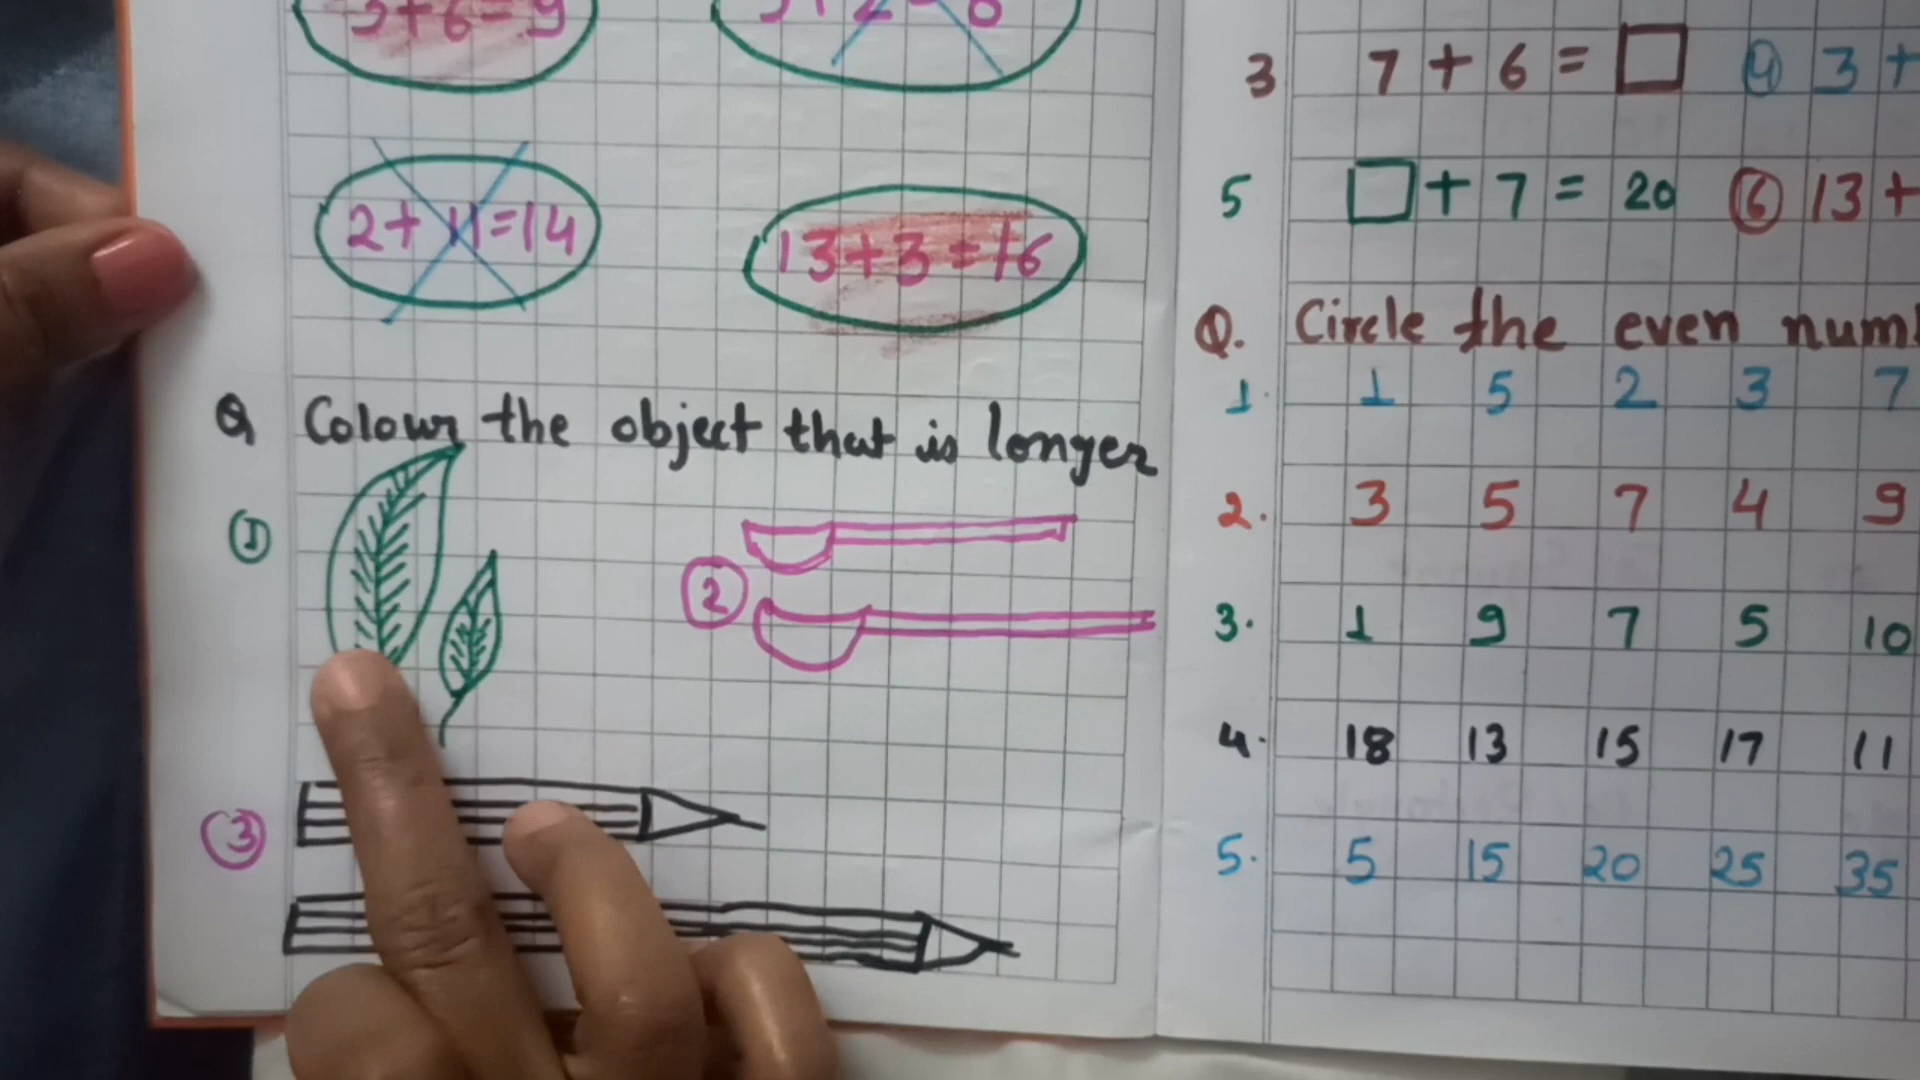 3+6=9
2+11=14
13+3=16
Q Colour the object that is longer
1
2
3
3 7+6=□ 4 3+
5 □+7=20 6 13+
Q. Circle the even num
1. 1 5 2 3 7
2. 3 5 7 4 9
3. 1 9 7 5 10
4. 18 13 15 17 11
5. 5 15 20 25 35